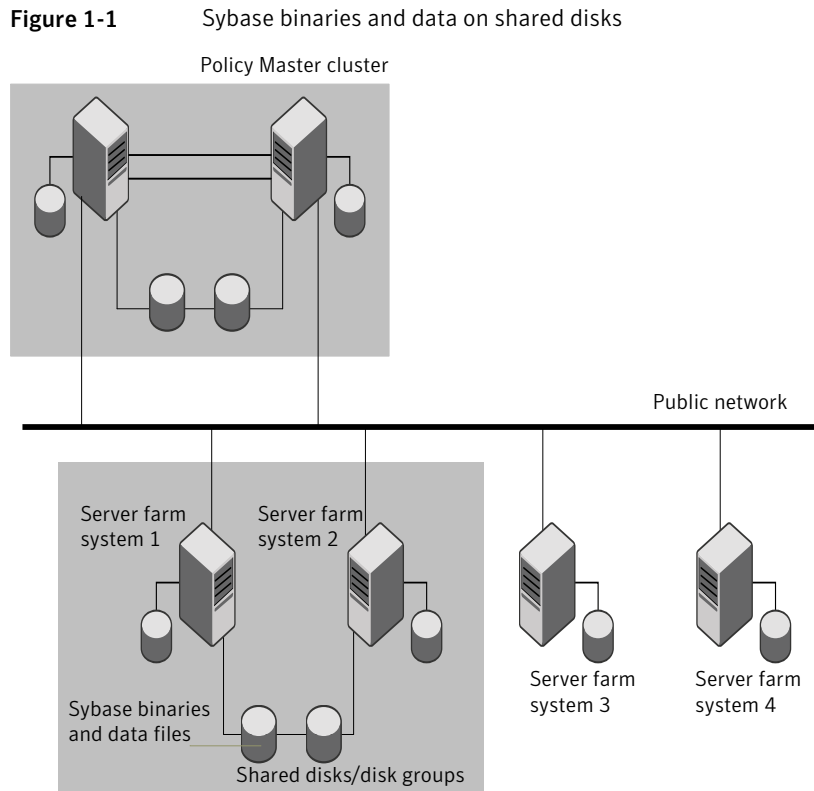 Figure 1-1 Sybase binaries and data on shared disks
Policy Master cluster
Public network
Server farm
system 1
Server farm
system 2
Server farm
system 3
Server farm
system 4
Sybase binaries
and data files
Shared disks/disk groups